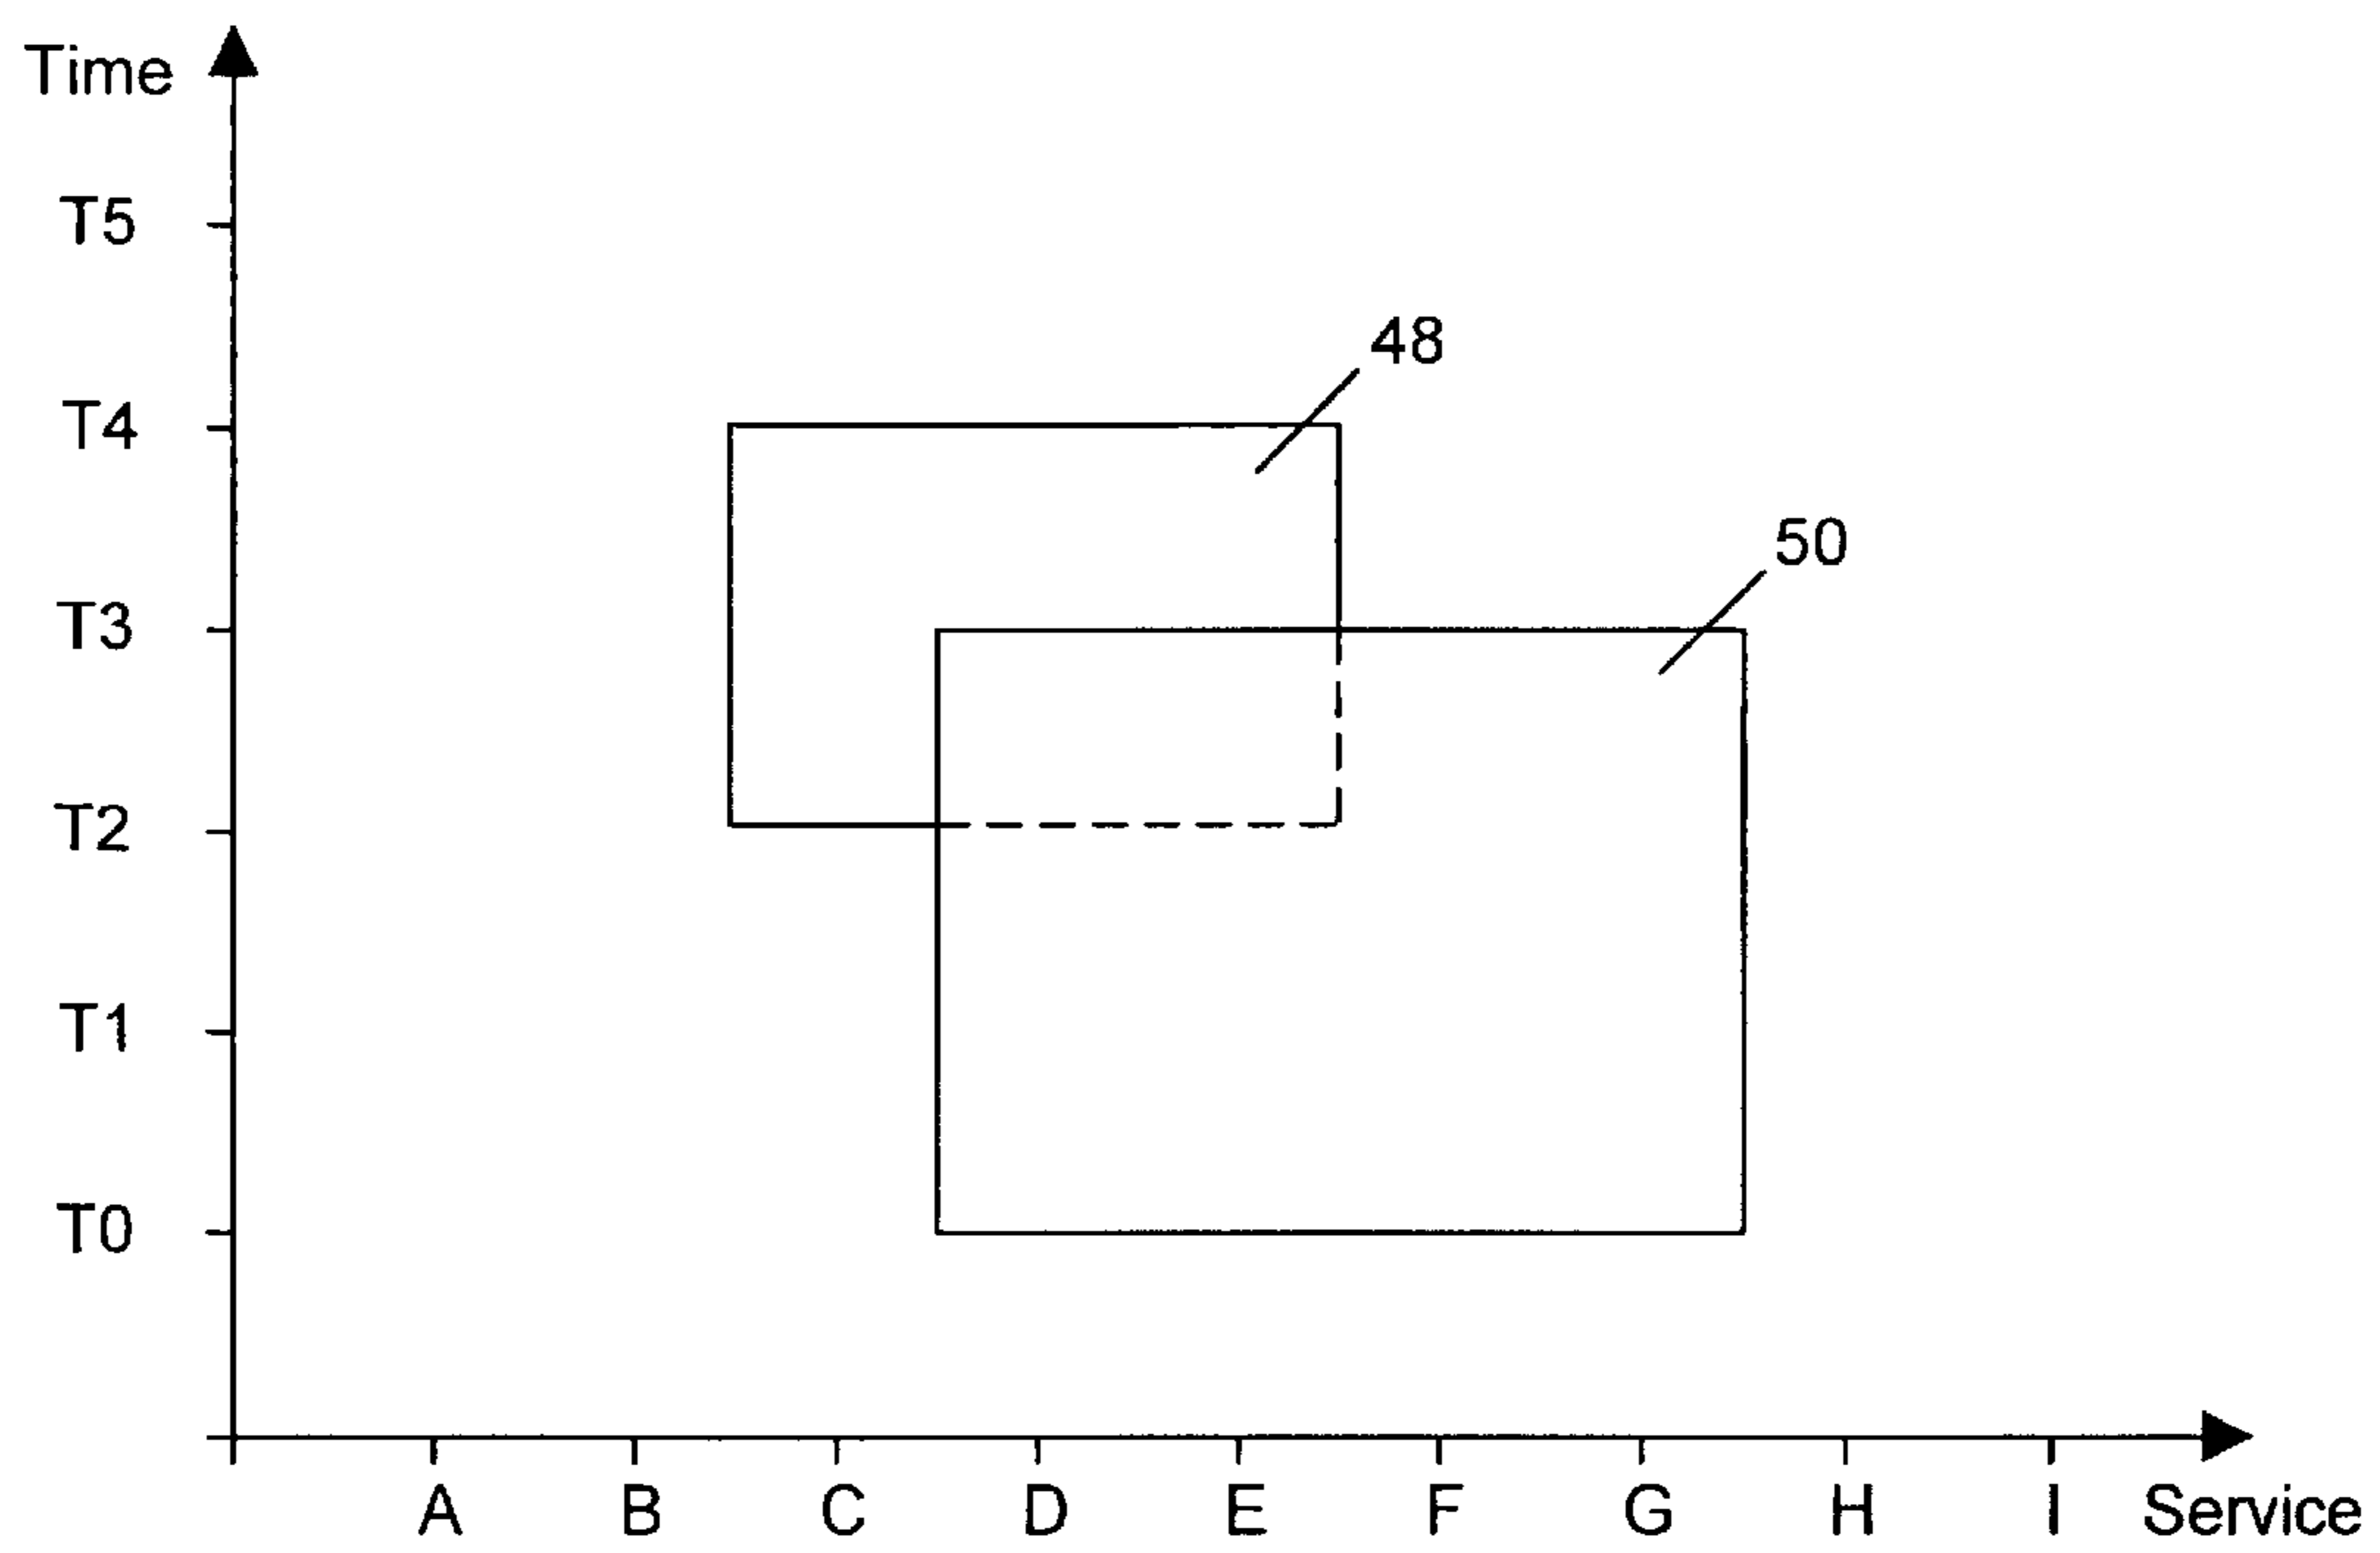 Time
T5
48
T4
50
T3
T2
T1
T0
A B C D E F G H I Service